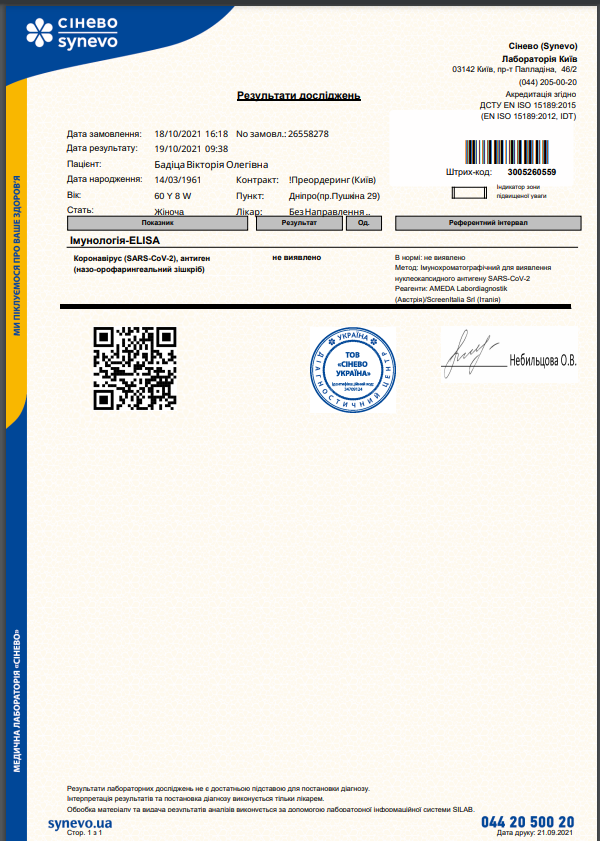 сінево
synevo
Сінево (Synevo)
Лабораторія Київ
03142 Київ, пр-т Палладіна, 46/2
(044) 205-00-20
Акредитація згідно
ДСТУ EN ISO 15189:2015
(EN ISO 15189:2012, IDT)
Результати досліджень
Дата замовлення: 18/10/2021 16:18 No замовл.: 26558278
Дата результату: 19/10/2021 09:38
Пацієнт: Бадіца Вікторія Олегівна
Дата народження: 14/03/1961 Контракт: !Преордеринг (Київ)
Вік: 60 Y 8 W Пункт: Дніпро(пр.Пушкіна 29)
Стать: Жіноча Лікар: Без Направлення ..
Штрих-код: 3005260559
Індикатор зони
підвищеної уваги
Показник Результат Од. Референтний інтервал
Імунологія-ELISA
Коронавірус (SARS-CoV-2), антиген не виявлено В нормі: не виявлено
(назо-орофарингеальний зішкріб) Метод: Імунохроматографічний для виявлення
нуклеокапсидного антигену SARS-CoV-2
Реагенти: AMEDA Labordiagnostik
(Австрія)/ScreenItalia Srl (Італія)
УКРАЇНА
ДІАГНОСТИЧНИЙ ЦЕНТР
ТОВ
«СІНЕВО
УКРАЇНА»
Ідентифікаційний код
Небильцова О.В.
МИ ПІКЛУЄМОСЯ ПРО ВАШЕ ЗДОРОВ'Я
МЕДИЧНА ЛАБОРАТОРІЯ «СІНЕВО»
Результати лабораторних досліджень не є достатньою підставою для постановки діагнозу.
Інтерпретація результатів та постановка діагнозу виконується тільки лікарем.
Обробка матеріалу та видача результатів аналізів виконується за допомогою лабораторної інформаційної системи SILAB.
synevo.ua 044 20 500 20
Стор. 1 з 1 Дата друку: 21.09.2021